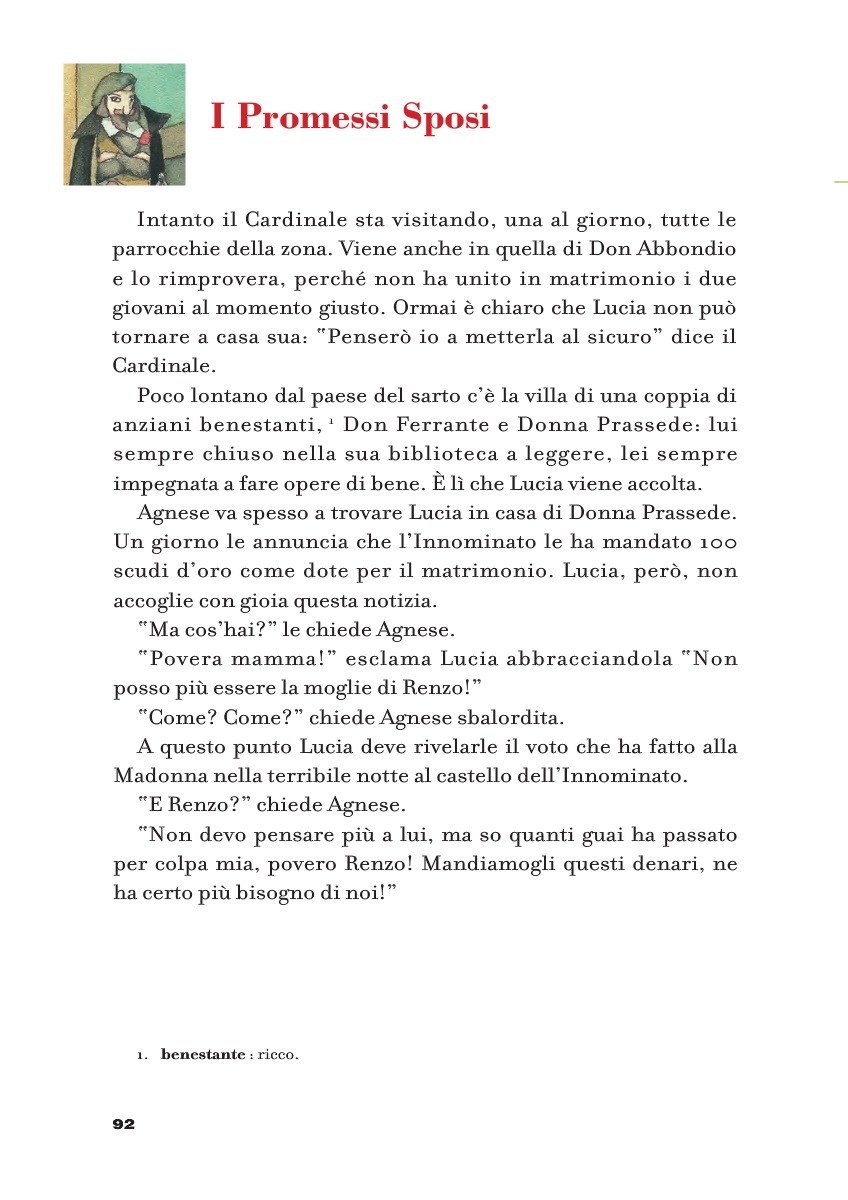 I Promessi Sposi
Intanto il Cardinale sta visitando, una al giorno, tutte le
parrocchie della zona. Viene anche in quella di Don Abbondio
e lo rimprovera, perché non ha unito in matrimonio i due
giovani al momento giusto. Ormai è chiaro che Lucia non può
tornare a casa sua: “Penserò io a metterla al sicuro” dice il
Cardinale.
Poco lontano dal paese del sarto c’è la villa di una coppia di
anziani benestanti, ¹ Don Ferrante e Donna Prassede: lui
sempre chiuso nella sua biblioteca a leggere, lei sempre
impegnata a fare opere di bene. È lì che Lucia viene accolta.
Agnese va spesso a trovare Lucia in casa di Donna Prassede.
Un giorno le annuncia che l’Innominato le ha mandato 100
scudi d’oro come dote per il matrimonio. Lucia, però, non
accoglie con gioia questa notizia.
“Ma cos’hai?” le chiede Agnese.
“Povera mamma!” esclama Lucia abbracciandola “Non
posso più essere la moglie di Renzo!”
“Come? Come?” chiede Agnese sbalordita.
A questo punto Lucia deve rivelarle il voto che ha fatto alla
Madonna nella terribile notte al castello dell’Innominato.
“E Renzo?” chiede Agnese.
“Non devo pensare più a lui, ma so quanti guai ha passato
per colpa mia, povero Renzo! Mandiamogli questi denari, ne
ha certo più bisogno di noi!”
1. benestante : ricco.
92